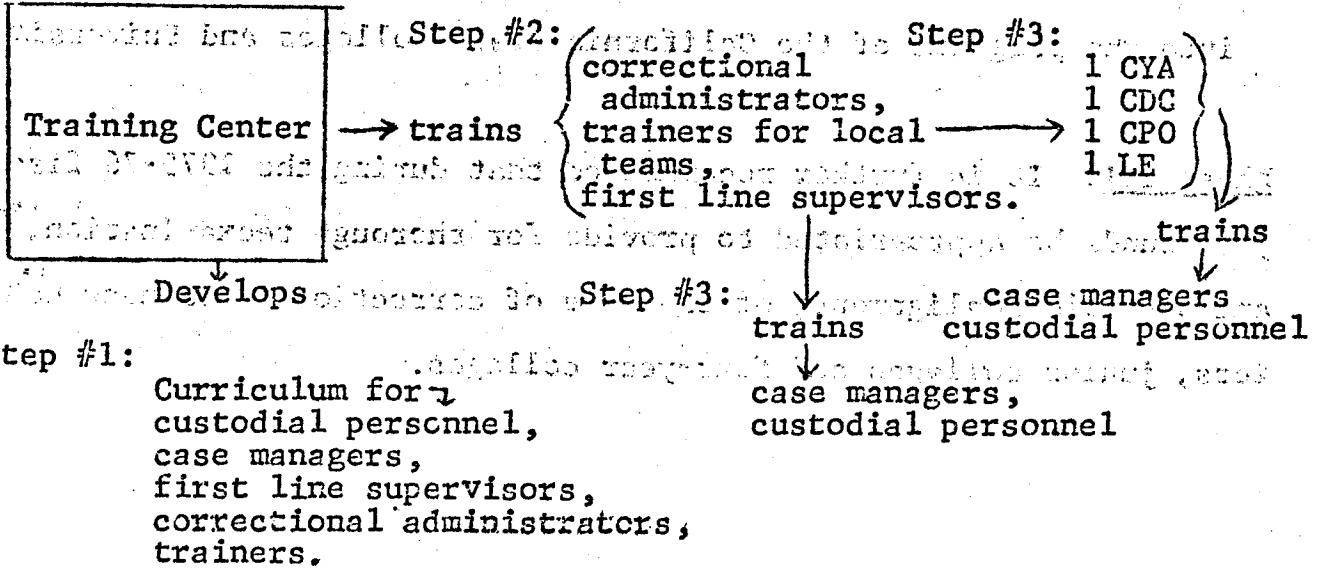 Step #2:
Step #3:
correctional
administrators,
trainers for local
teams,
first line supervisors.
Training Center
trains
1 CYA
1 CDC
1 CPO
1 LE
trains
case managers
custodial personnel
Develops
Step #3:
trains
case managers,
custodial personnel
tep #1:
Curriculum for
custodial personnel,
case managers,
first line supervisors,
correctional administrators,
trainers.